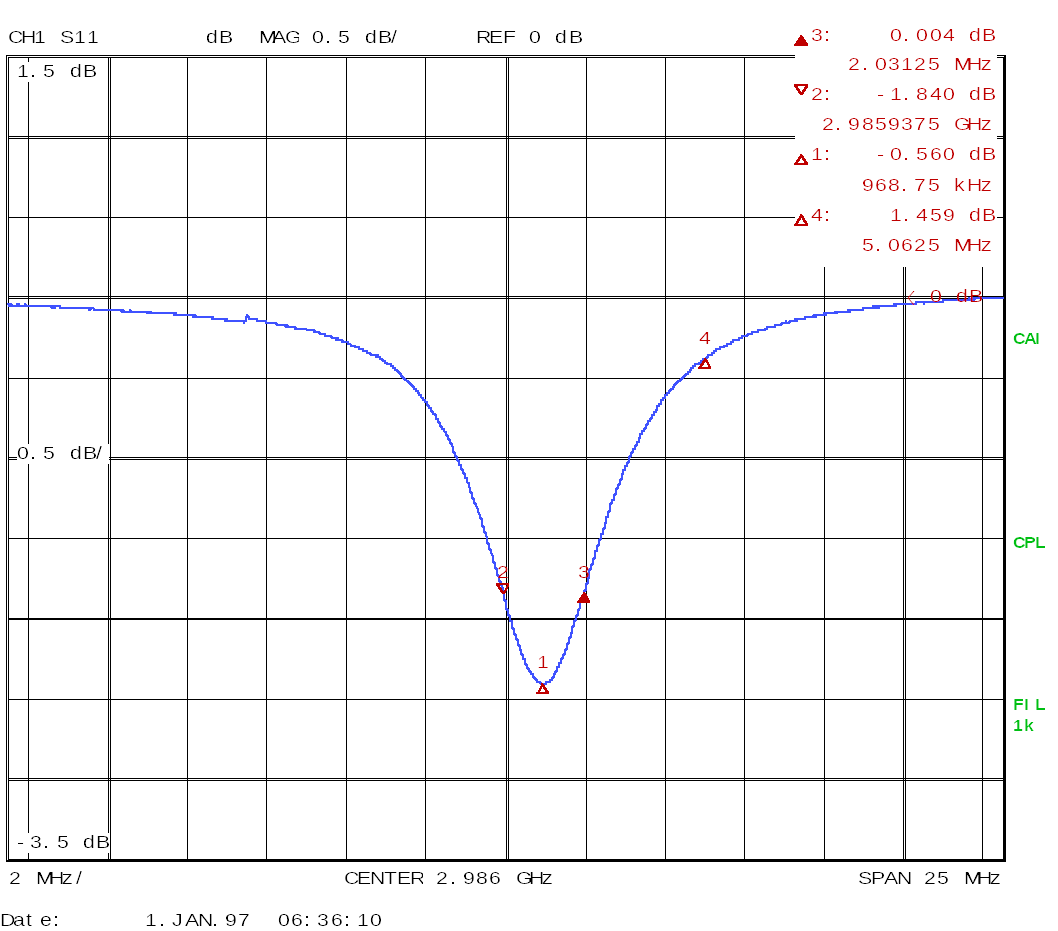 CH1 S11 dB MAG 0.5 dB/ REF 0 dB
3: 0.004 dB
2.03125 MHz
2: -1.840 dB
2.9859375 GHz
1: -0.560 dB
968.75 kHz
4: 1.459 dB
5.0625 MHz
1.5 dB
0 dB
4
CAI
0.5 dB/
CPL
2
3
1
FIL
1k
-3.5 dB
2 MHz/ CENTER 2.986 GHz SPAN 25 MHz
Date: 1.JAN.97 06:36:10